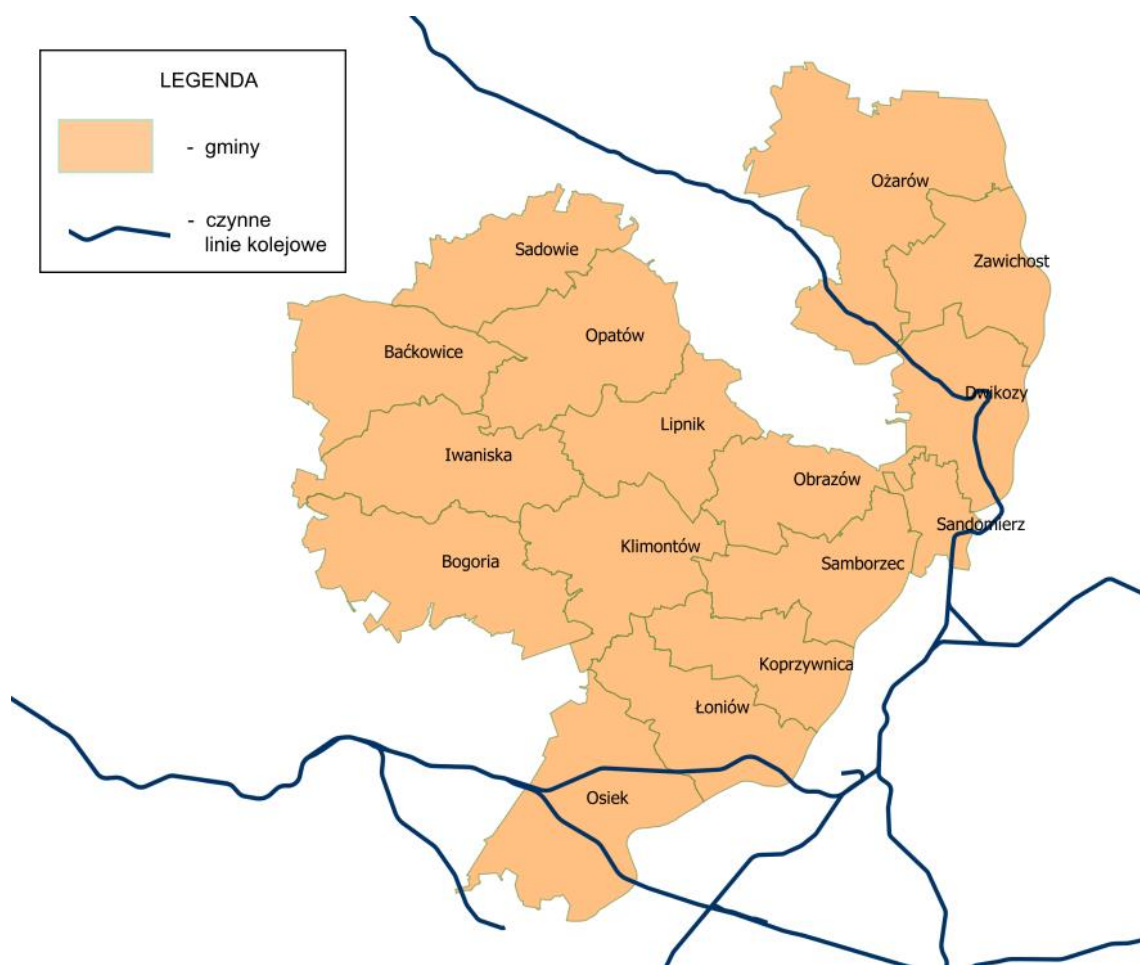 LEGENDA
- gminy
- czynne
linie kolejowe
Ożarów
Sadowie
Zawichost
Opatów
Baćkowice
Dwikozy
Lipnik
Iwaniska
Obrazów
Sandomierz
Klimontów
Bogoria
Samborzec
Koprzywnica
Łoniów
Osiek